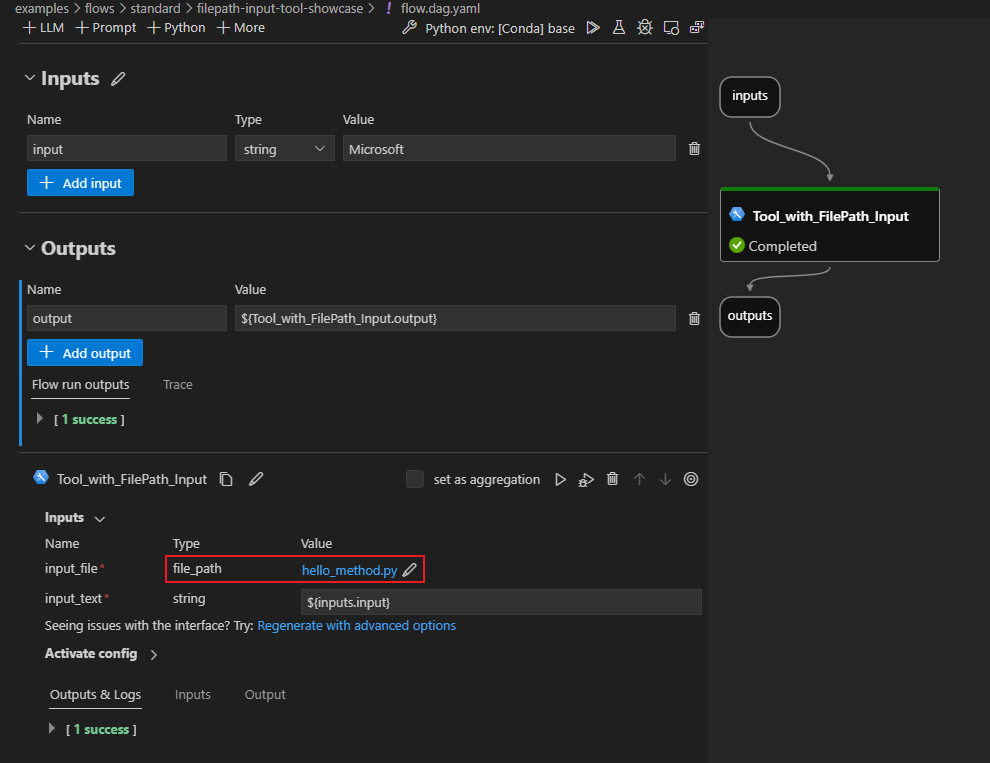 examples > flows > standard > filepath-input-tool-showcase > ! flow.dag.yaml
+ LLM + Prompt + Python + More Python env: [Conda] base
Inputs
Name Type Value
input string Microsoft
+ Add input
Outputs
Name Value
output ${Tool_with_FilePath_Input.output}
+ Add output
Flow run outputs Trace
[ 1 success ]
Tool_with_FilePath_Input set as aggregation
Inputs
Name Type Value
input_file* file_path hello_method.py
input_text* string ${inputs.input}
Seeing issues with the interface? Try: Regenerate with advanced options
Activate config >
Outputs & Logs Inputs Output
[ 1 success ]
inputs
Tool_with_FilePath_Input
Completed
outputs